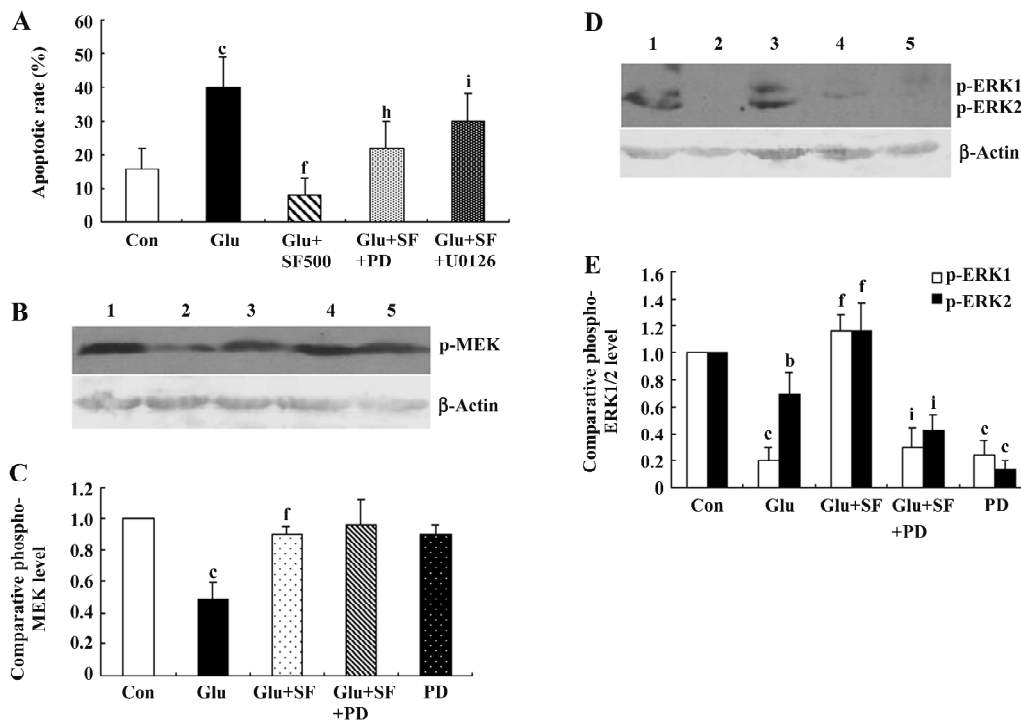 A
Apoptotic rate (%)
60
50
40
30
20
10
0
c
f
h
i
Con
Glu
Glu+
SF500
Glu+SF
+PD
Glu+SF
+U0126
B
1 2 3 4 5
p-MEK
β-Actin
C
Comparative phospho-
MEK level
1.2
1.0
0.8
0.6
0.4
0.2
0
c
f
Con
Glu
Glu+SF
Glu+SF
+PD
PD
D
1 2 3 4 5
p-ERK1
p-ERK2
β-Actin
E
Comparative phospho-
ERK1/2 level
1.6
1.4
1.2
1.0
0.8
0.6
0.4
0.2
0
p-ERK1
p-ERK2
c
b
f
f
i
i
c
c
Con
Glu
Glu+SF
Glu+SF
+PD
PD